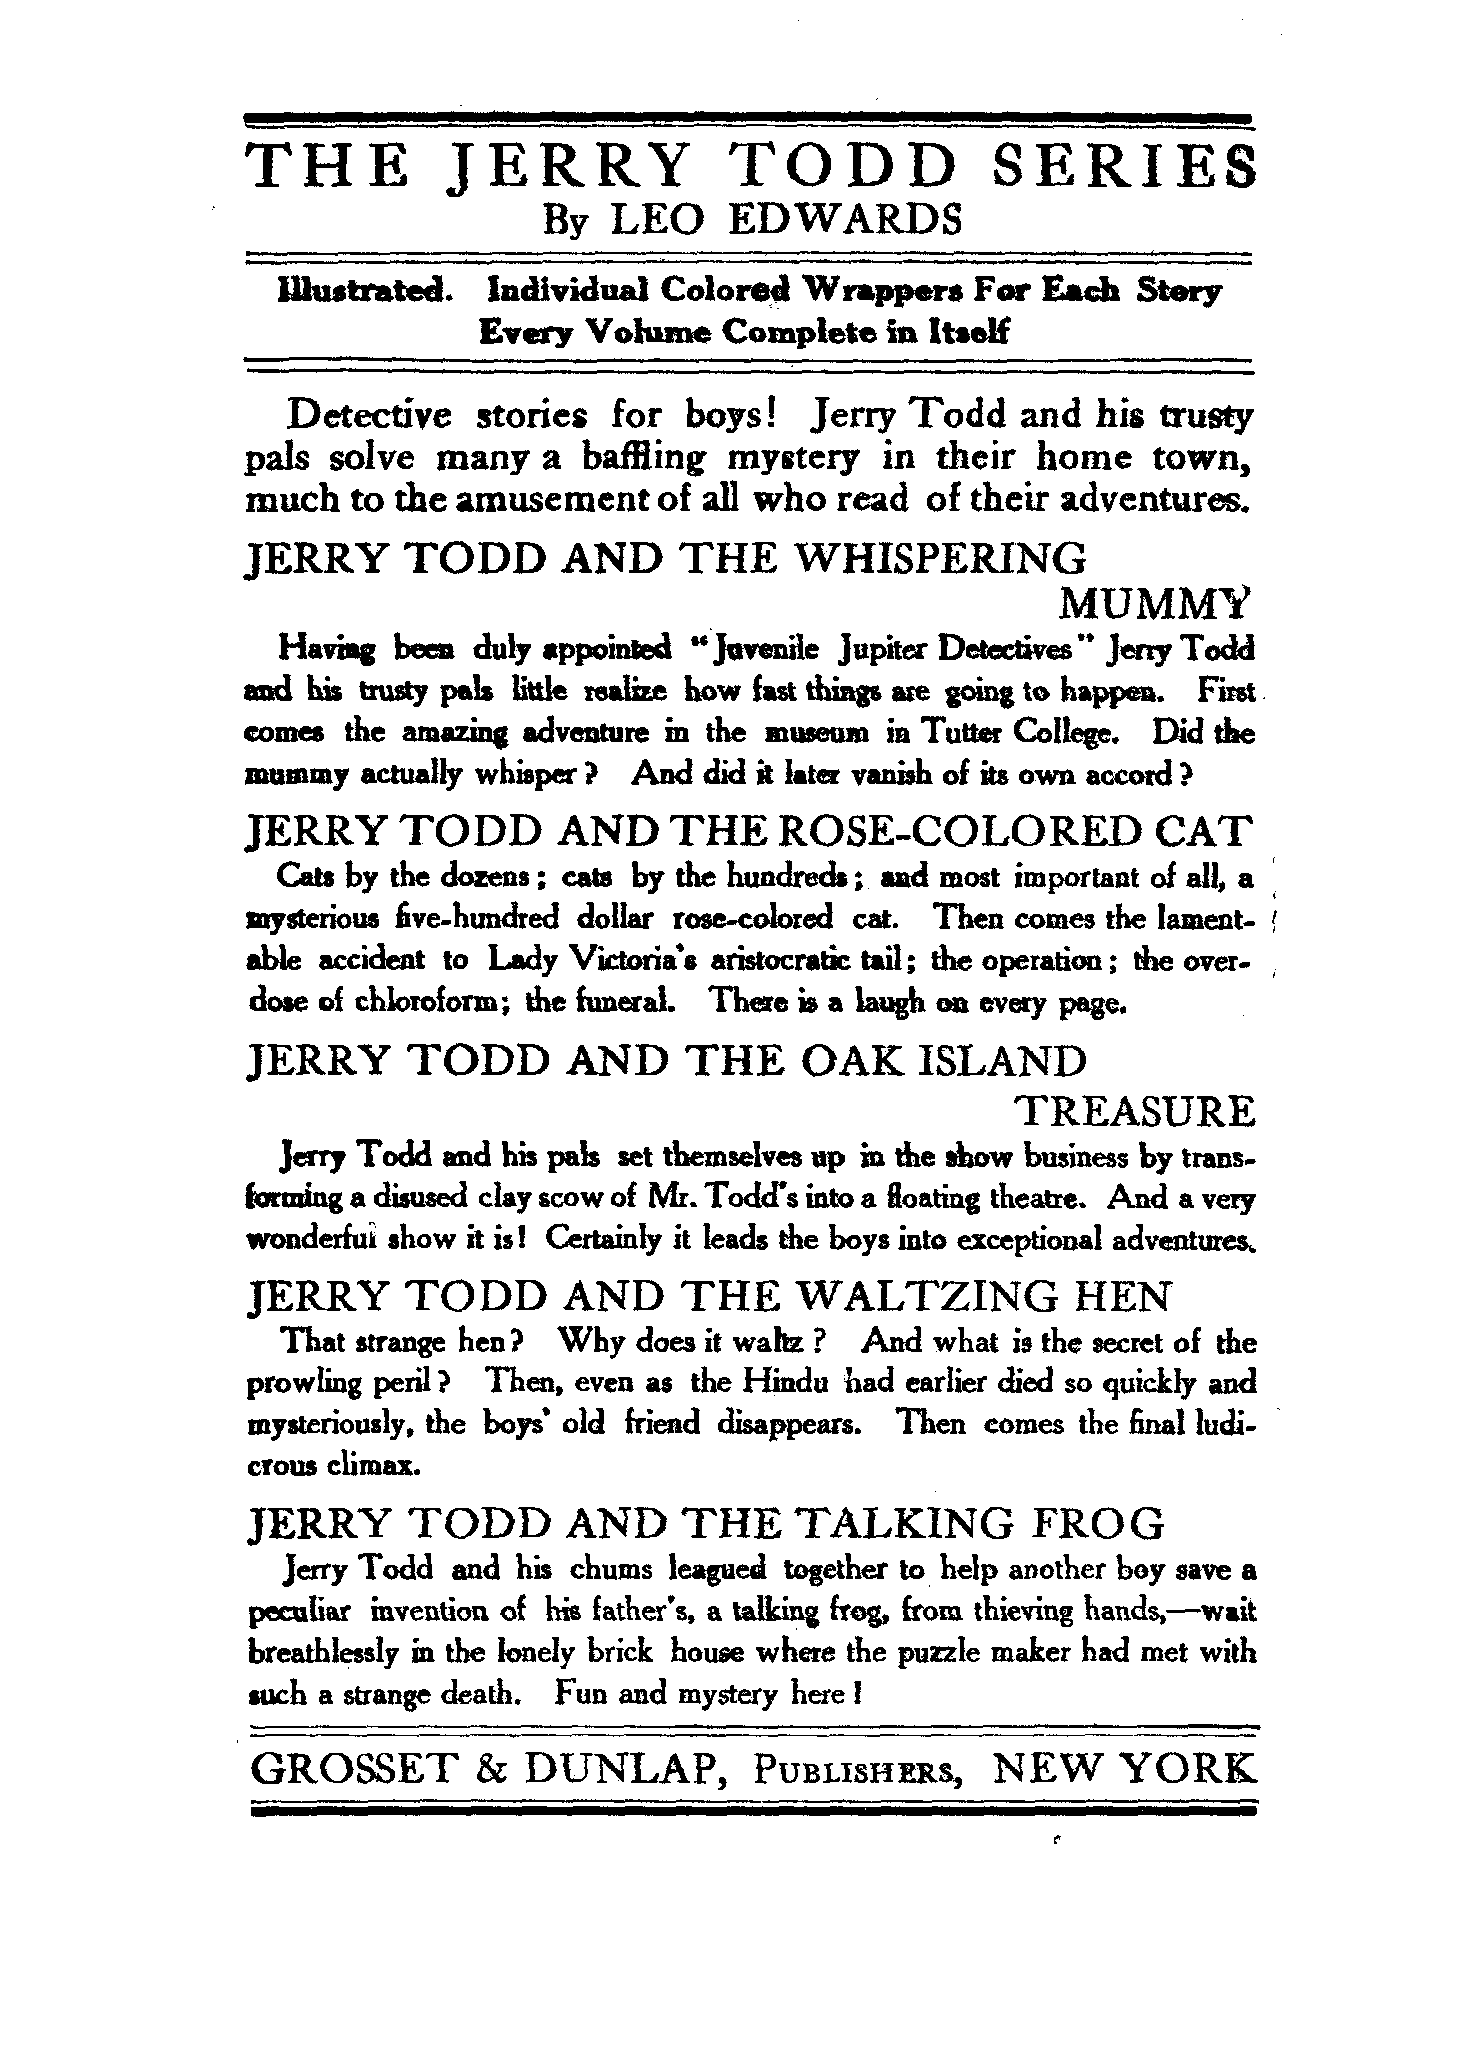 THE JERRY TODD SERIES
By LEO EDWARDS
Illustrated. Individual Colored Wrappers For Each Story
Every Volume Complete in Itself
Detective stories for boys! Jerry Todd and his trusty
pals solve many a baffling mystery in their home town,
much to the amusement of all who read of their adventures.
JERRY TODD AND THE WHISPERING
MUMMY
Having been duly appointed "Juvenile Jupiter Detectives" Jerry Todd
and his trusty pals little realize how fast things are going to happen. First
comes the amazing adventure in the museum in Tutter College. Did the
mummy actually whisper? And did it later vanish of its own accord?
JERRY TODD AND THE ROSE-COLORED CAT
Cats by the dozens; cats by the hundreds; and most important of all, a
mysterious five-hundred dollar rose-colored cat. Then comes the lament-
able accident to Lady Victoria's aristocratic tail; the operation; the over-
dose of chloroform; the funeral. There is a laugh on every page.
JERRY TODD AND THE OAK ISLAND
TREASURE
Jerry Todd and his pals set themselves up in the show business by trans-
forming a disused clay scow of Mr. Todd's into a floating theatre. And a very
wonderful show it is! Certainly it leads the boys into exceptional adventures.
JERRY TODD AND THE WALTZING HEN
That strange hen? Why does it waltz? And what is the secret of the
prowling peril? Then, even as the Hindu had earlier died so quickly and
mysteriously, the boys' old friend disappears. Then comes the final ludi-
crous climax.
JERRY TODD AND THE TALKING FROG
Jerry Todd and his chums leagued together to help another boy save a
peculiar invention of his father's, a talking frog, from thieving hands,—wait
breathlessly in the lonely brick house where the puzzle maker had met with
such a strange death. Fun and mystery here!
GROSSET & DUNLAP, PUBLISHERS, NEW YORK